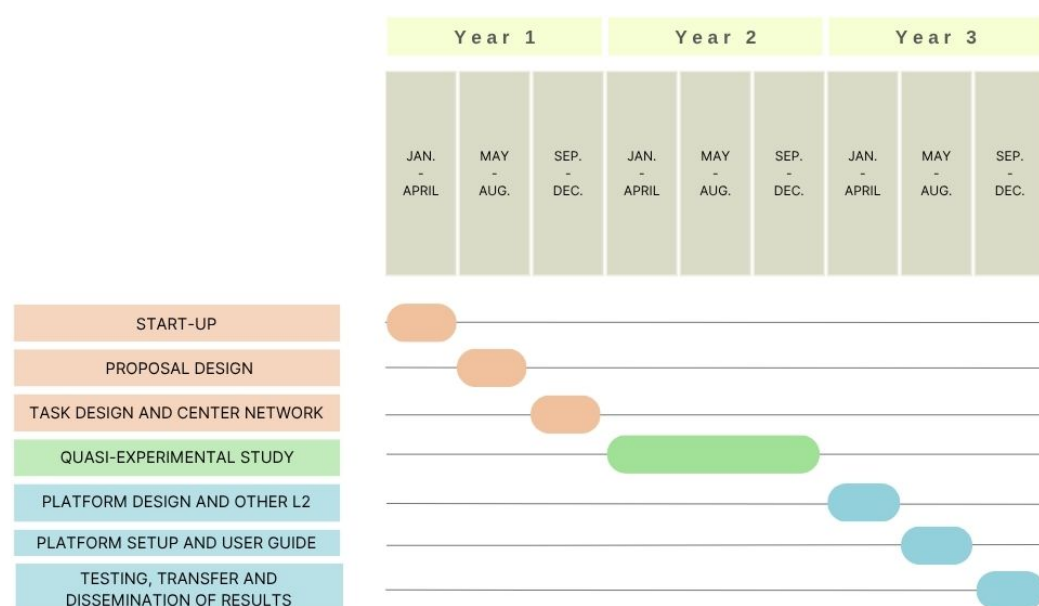 Year 1 Year 2 Year 3
JAN. MAY SEP. JAN. MAY SEP. JAN. MAY SEP.
- - - - - - - - -
APRIL AUG. DEC. APRIL AUG. DEC. APRIL AUG. DEC.
START-UP
PROPOSAL DESIGN
TASK DESIGN AND CENTER NETWORK
QUASI-EXPERIMENTAL STUDY
PLATFORM DESIGN AND OTHER L2
PLATFORM SETUP AND USER GUIDE
TESTING, TRANSFER AND
DISSEMINATION OF RESULTS